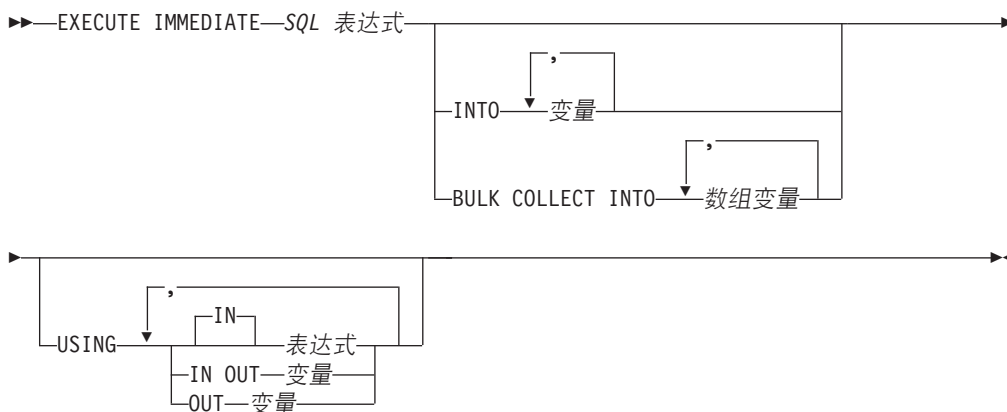 EXECUTE IMMEDIATE SQL 表达式
,
INTO 变量
,
BULK COLLECT INTO 数组变量
,
IN
USING 表达式
IN OUT 变量
OUT 变量